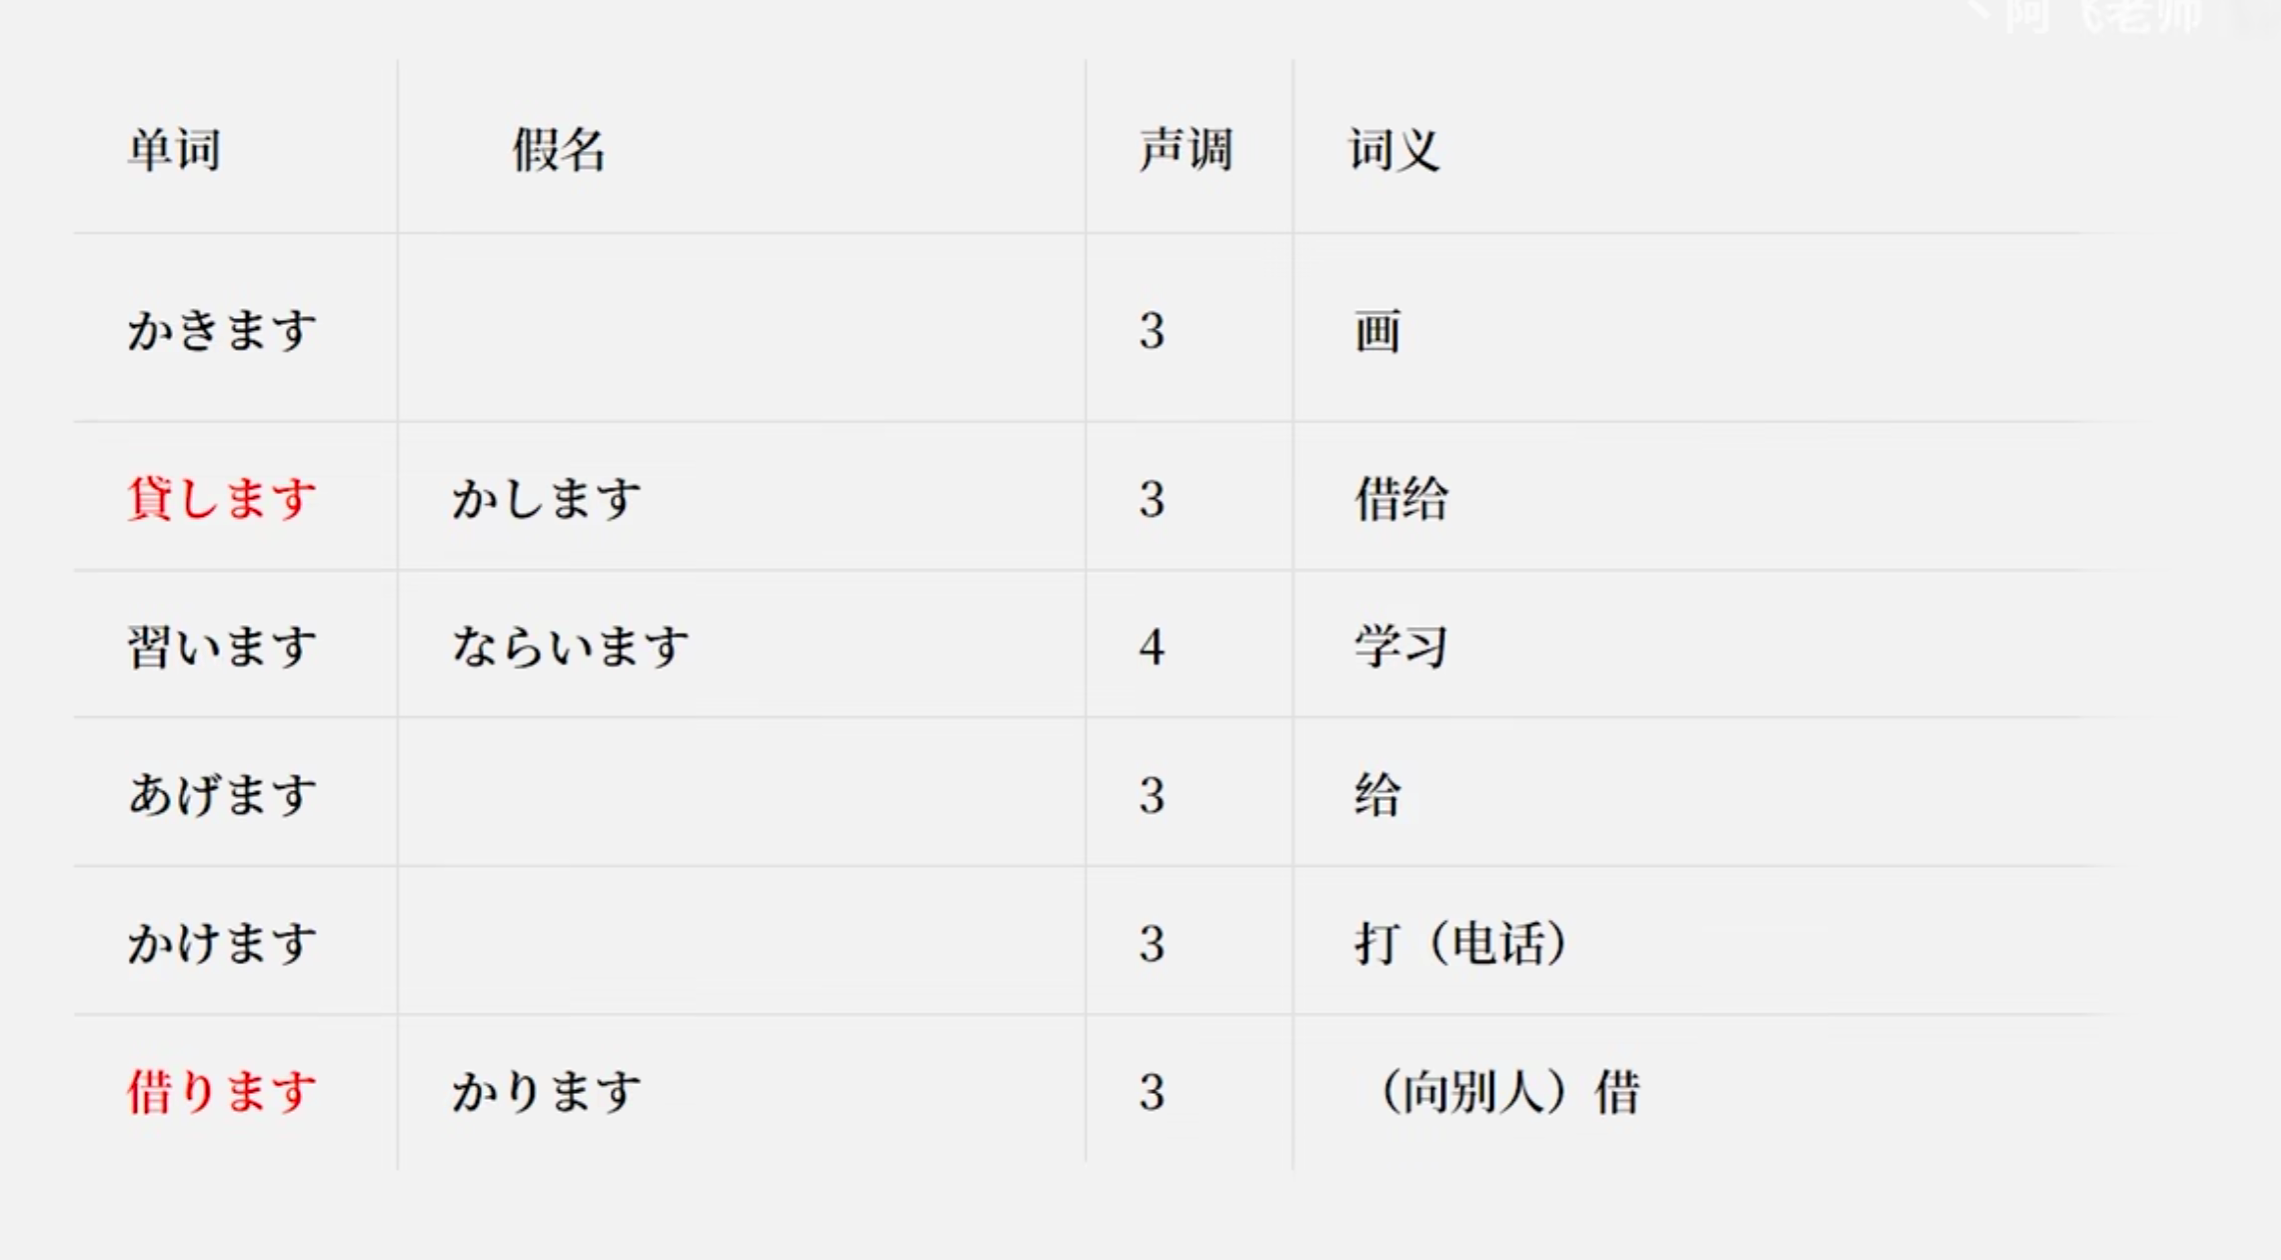 阿飞老师
单词 假名 声调 词义
かきます 3 画
貸します かします 3 借给
習います ならいます 4 学习
あげます 3 给
かけます 3 打（电话）
借ります かります 3 （向别人）借